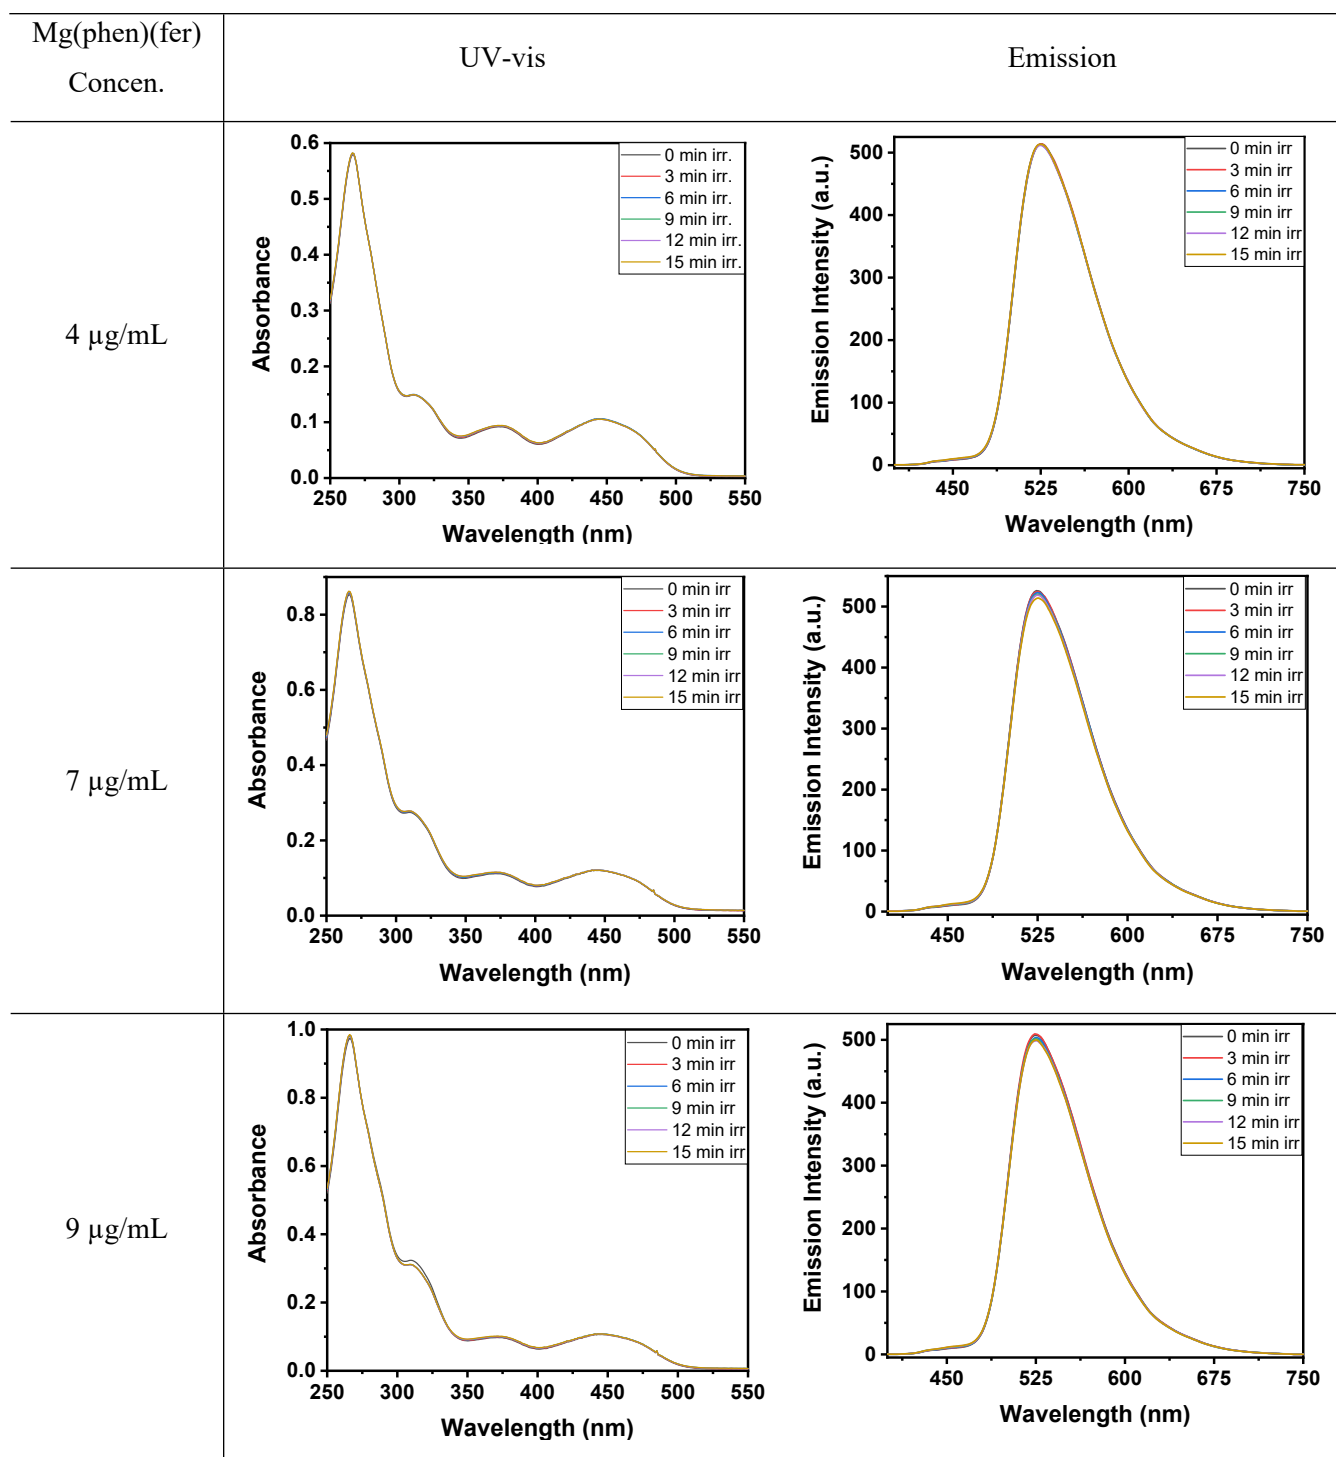 Mg(phen)(fer)
Concen.
UV-vis
Emission
4 µg/mL
0.6
0.5
0.4
0.3
0.2
0.1
0.0
Absorbance
250 300 350 400 450 500 550
Wavelength (nm)
0 min irr.
3 min irr.
6 min irr.
9 min irr.
12 min irr.
15 min irr.
500
400
300
200
100
0
Emission Intensity (a.u.)
450 525 600 675 750
Wavelength (nm)
0 min irr
3 min irr
6 min irr
9 min irr
12 min irr
15 min irr
7 µg/mL
0.8
0.6
0.4
0.2
0.0
Absorbance
250 300 350 400 450 500 550
Wavelength (nm)
0 min irr
3 min irr
6 min irr
9 min irr
12 min irr
15 min irr
500
400
300
200
100
0
Emission Intensity (a.u.)
450 525 600 675 750
Wavelength (nm)
0 min irr
3 min irr
6 min irr
9 min irr
12 min irr
15 min irr
9 µg/mL
1.0
0.8
0.6
0.4
0.2
0.0
Absorbance
250 300 350 400 450 500 550
Wavelength (nm)
0 min irr
3 min irr
6 min irr
9 min irr
12 min irr
15 min irr
500
400
300
200
100
0
Emission Intensity (a.u.)
450 525 600 675 750
Wavelength (nm)
0 min irr
3 min irr
6 min irr
9 min irr
12 min irr
15 min irr